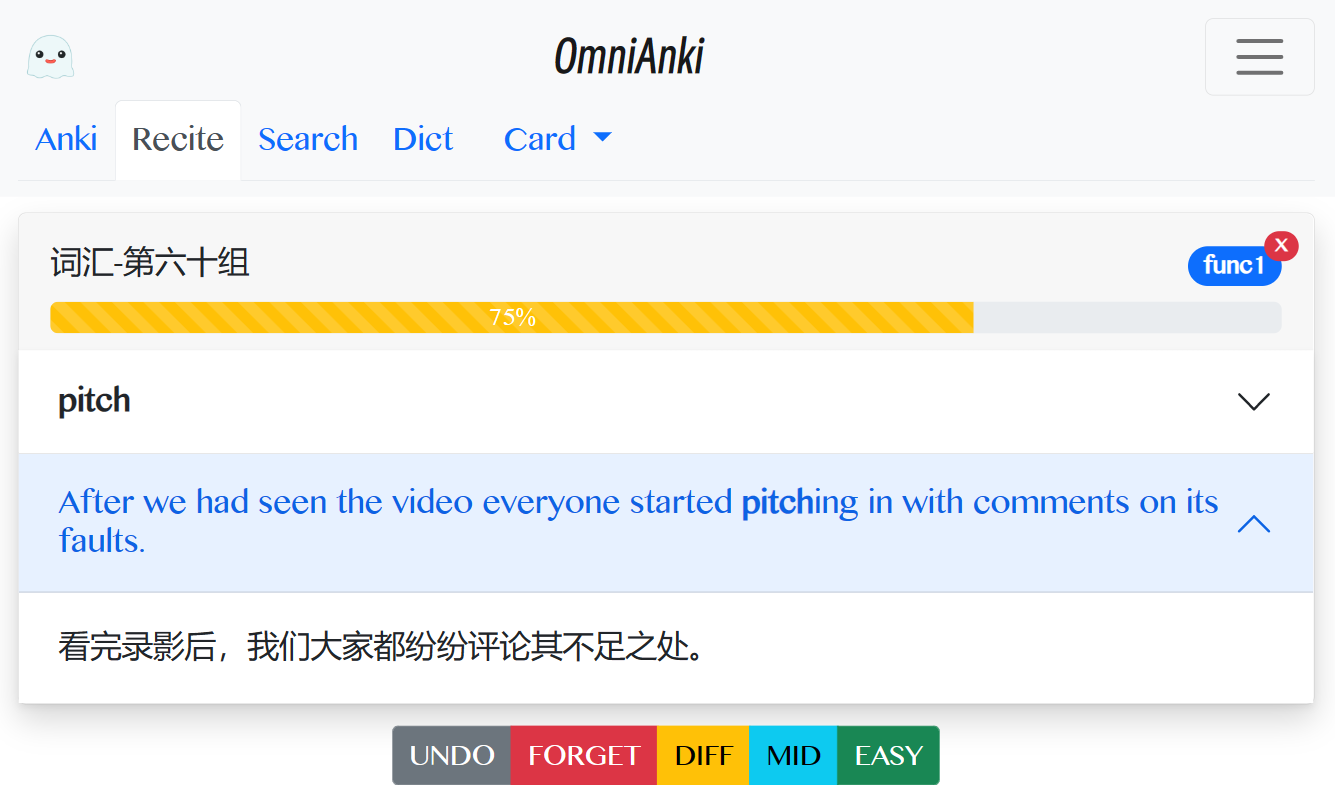 OmniAnki
Anki Recite Search Dict Card
词汇-第六十组
func1 X
75%
pitch
After we had seen the video everyone started pitching in with comments on its
faults.
看完录影后，我们大家都纷纷评论其不足之处。
UNDO FORGET DIFF MID EASY